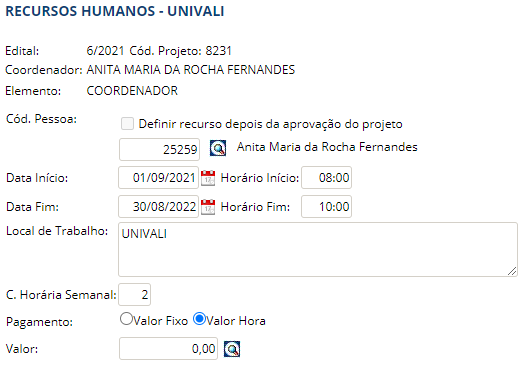 RECURSOS HUMANOS - UNIVALI
Edital: 6/2021 Cód. Projeto: 8231
Coordenador: ANITA MARIA DA ROCHA FERNANDES
Elemento: COORDENADOR
Cód. Pessoa: Definir recurso depois da aprovação do projeto
25259 Anita Maria da Rocha Fernandes
Data Início: 01/09/2021 Horário Início: 08:00
Data Fim: 30/08/2022 Horário Fim: 10:00
Local de Trabalho: UNIVALI
C. Horária Semanal: 2
Pagamento: Valor Fixo Valor Hora
Valor: 0,00